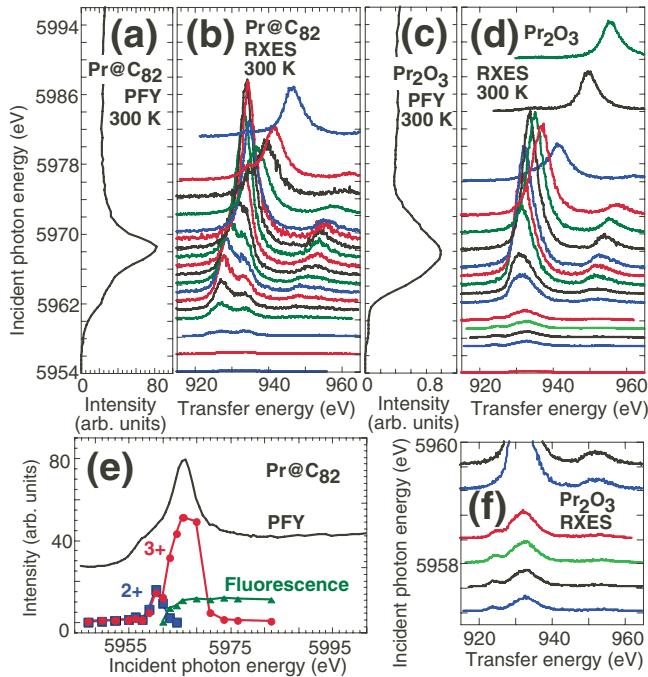 (a)
Pr@C82
PFY
300 K
(b)
Pr@C82
RXES
300 K
(c)
Pr2O3
PFY
300 K
(d)
Pr2O3
RXES
300 K
Incident photon energy (eV)
5994
5986
5978
5970
5962
5954
0
80
Intensity
(arb. units)
920
940
960
Transfer energy (eV)
0
0.8
Intensity
(arb. units)
920
940
960
Transfer energy (eV)
(e)
Pr@C82
PFY
3+
2+
Fluorescence
Intensity (arb. units)
80
40
0
5955
5975
5995
Incident photon energy (eV)
(f)
Pr2O3
RXES
Incident photon energy (eV)
5960
5958
920
940
960
Transfer energy (eV)